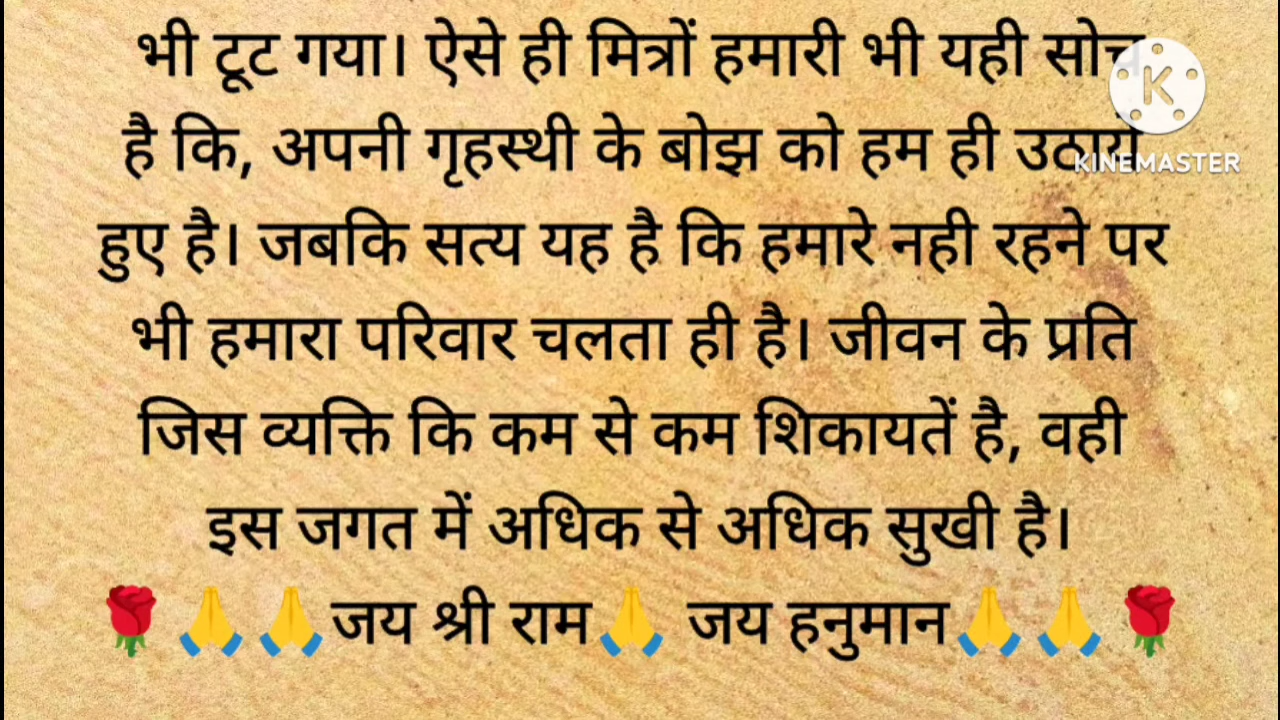 भी टूट गया। ऐसे ही मित्रों हमारी भी यही सोच
है कि, अपनी गृहस्थी के बोझ को हम ही उठाये
हुए है। जबकि सत्य यह है कि हमारे नही रहने पर
भी हमारा परिवार चलता ही है। जीवन के प्रति
जिस व्यक्ति कि कम से कम शिकायतें है, वही
इस जगत में अधिक से अधिक सुखी है।
🌹🙏🙏जय श्री राम🙏 जय हनुमान🙏🙏🌹
K
KINEMASTER